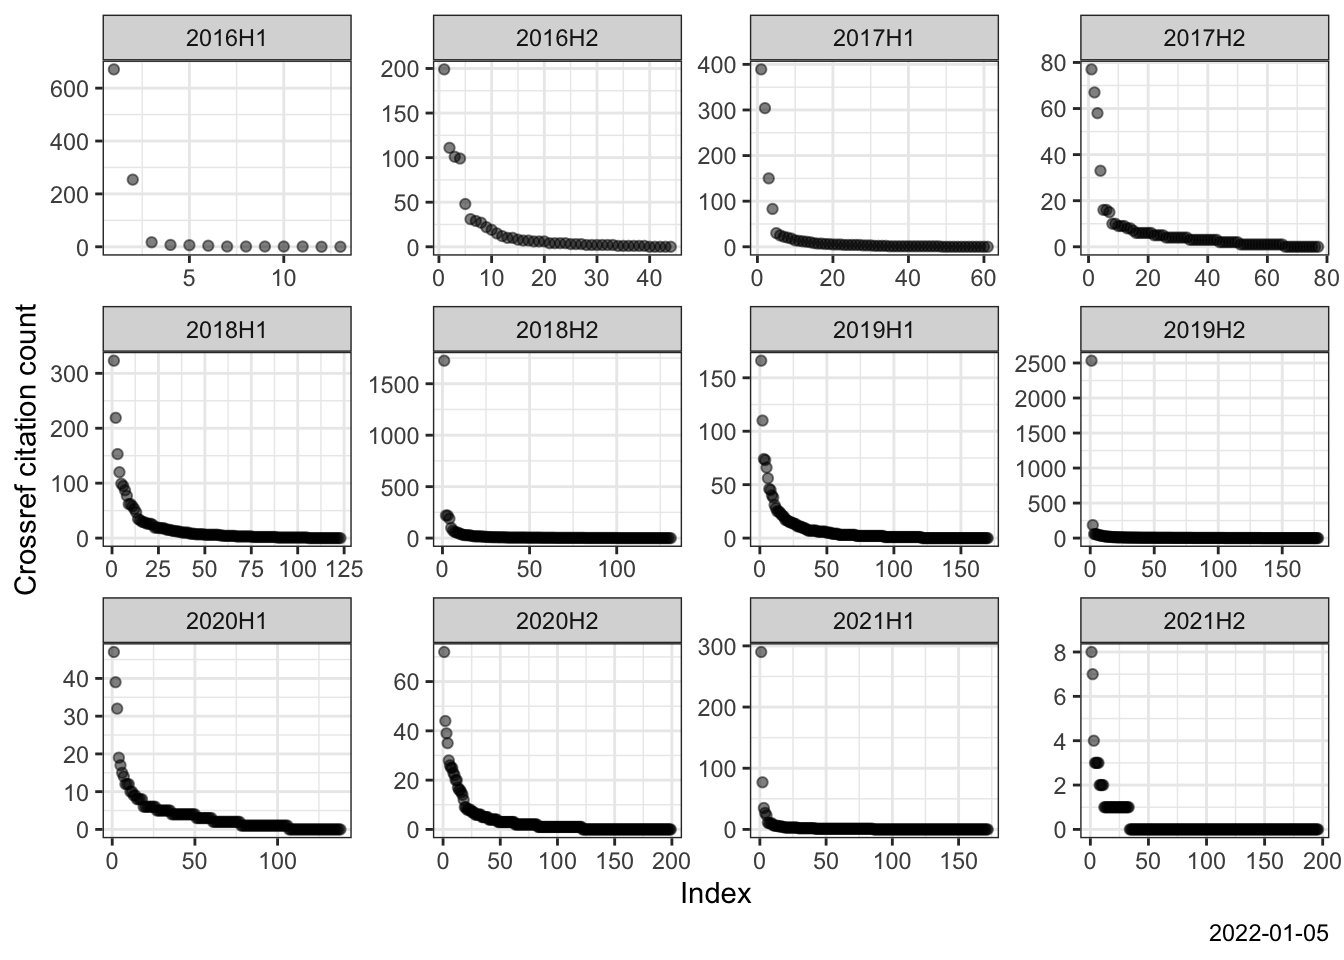 2016H1 2016H2 2017H1 2017H2
600 400 200 0
200 150 100 50 0
400 300 200 100 0
80 60 40 20 0
5 10
0 10 20 30 40
0 20 40 60
0 20 40 60 80
Crossref citation count
2018H1 2018H2 2019H1 2019H2
300 200 100 0
1500 1000 500 0
150 100 50 0
2500 2000 1500 1000 500 0
0 25 50 75 100 125
0 50 100
0 50 100 150
0 50 100 150
2020H1 2020H2 2021H1 2021H2
40 30 20 10 0
60 40 20 0
300 200 100 0
8 6 4 2 0
0 50 100
0 50 100 150 200
0 50 100 150
0 50 100 150 200
Index
2022-01-05